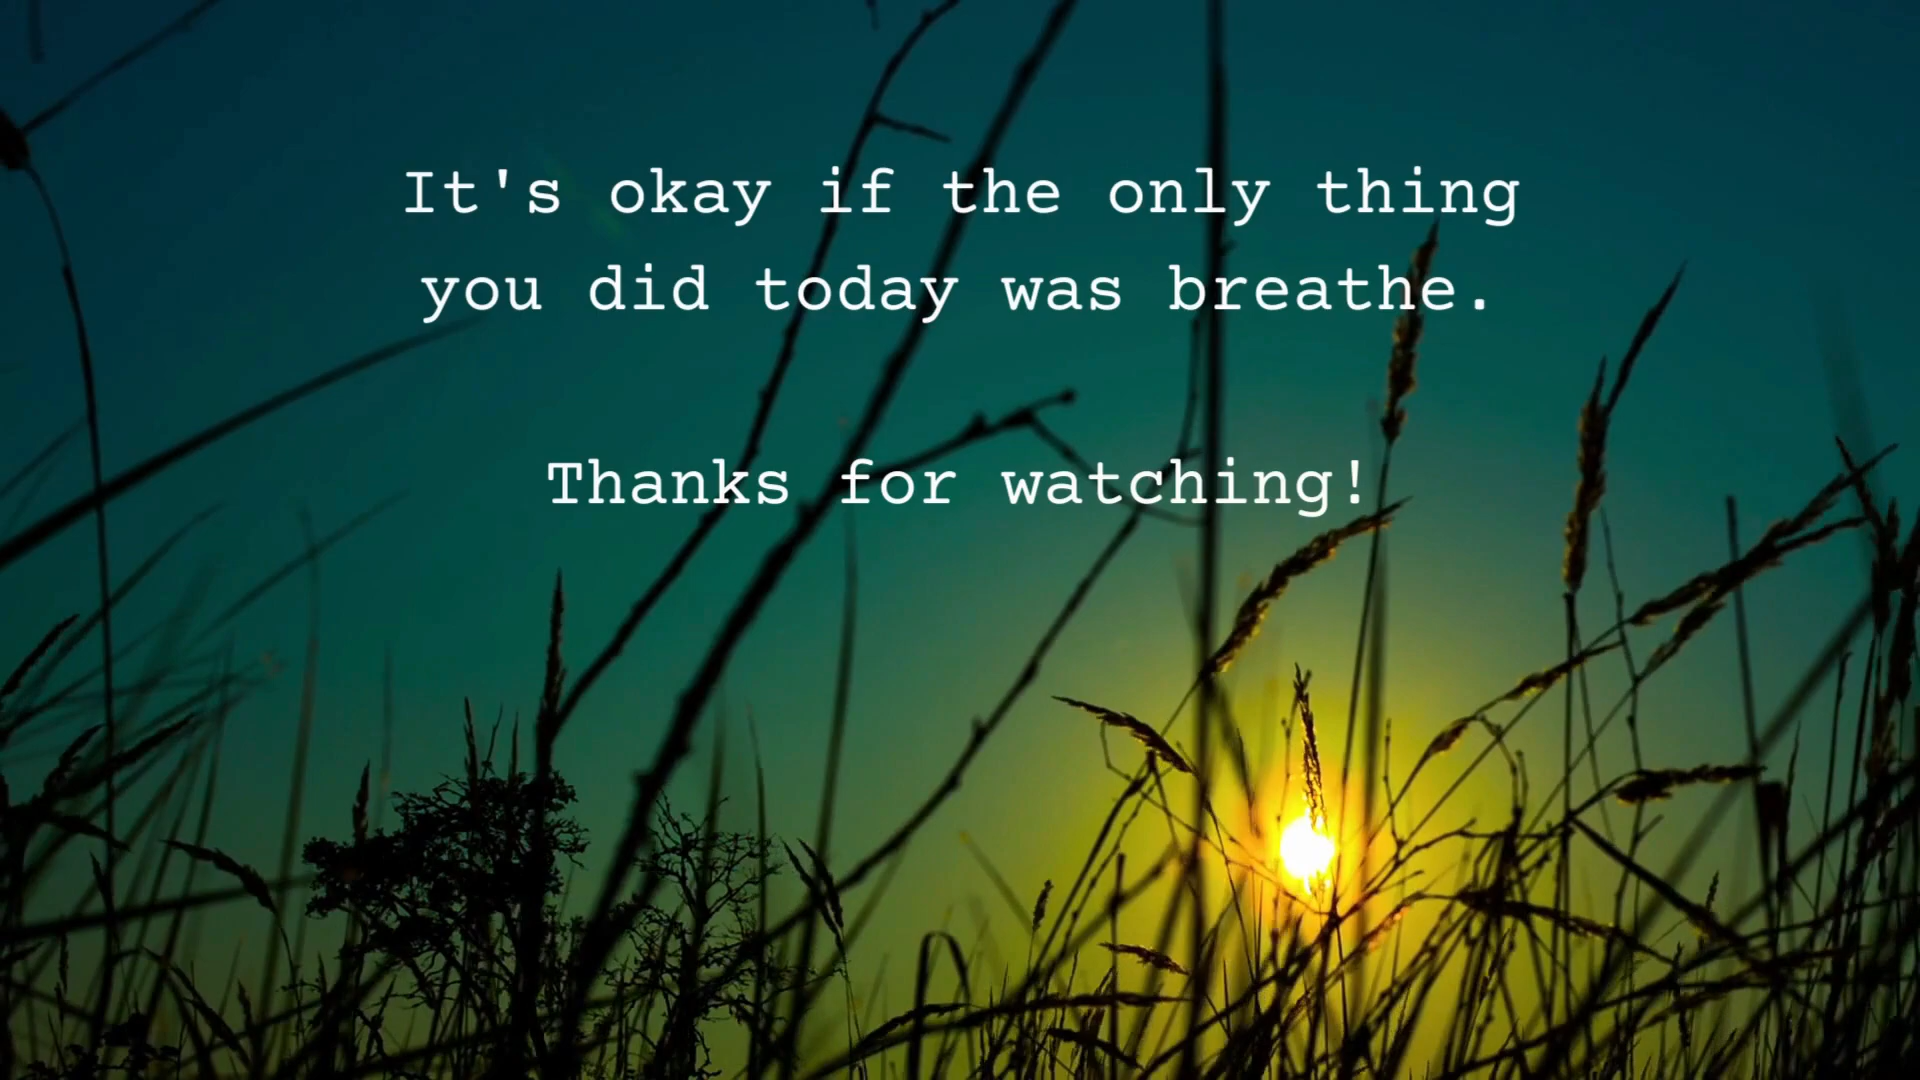 It's okay if the only thing
you did today was breathe.
Thanks for watching!